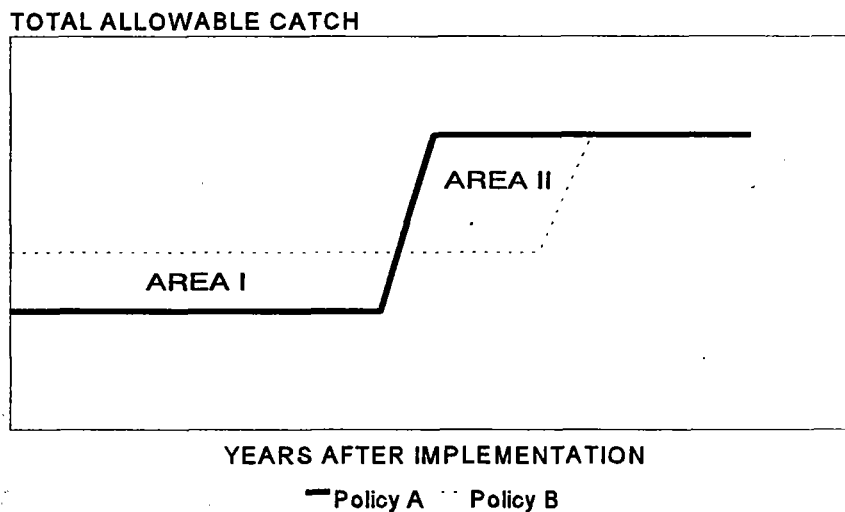 TOTAL ALLOWABLE CATCH
AREA II
AREA I
YEARS AFTER IMPLEMENTATION
Policy A Policy B